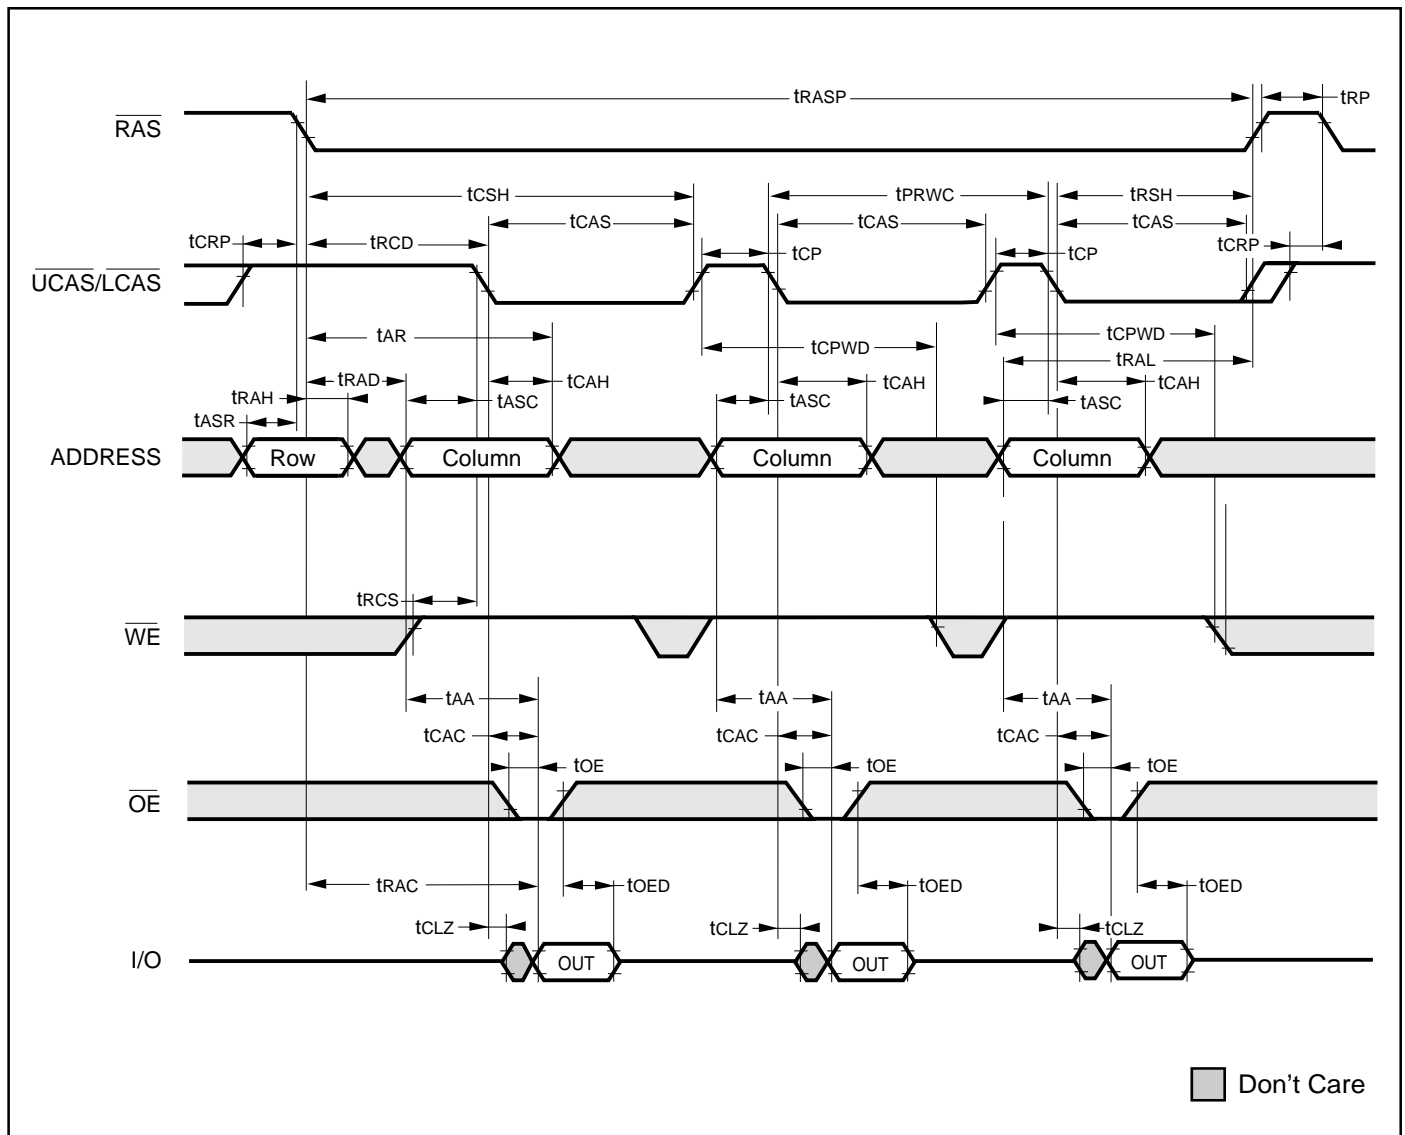 tRASP
tRP
RAS
tCSH
tPRWC
tRSH
tCAS
tCAS
tCAS
tCRP
tRCD
tCP
tCP
tCRP
UCAS/LCAS
tAR
tCPWD
tCPWD
tRAL
tRAD
tCAH
tCAH
tCAH
tRAH
tASC
tASC
tASC
tASR
ADDRESS
Row
Column
Column
Column
tRCS
WE
tAA
tAA
tAA
tCAC
tCAC
tCAC
tOE
tOE
tOE
OE
tRAC
tOED
tOED
tOED
tCLZ
tCLZ
tCLZ
I/O
OUT
OUT
OUT
Don't Care